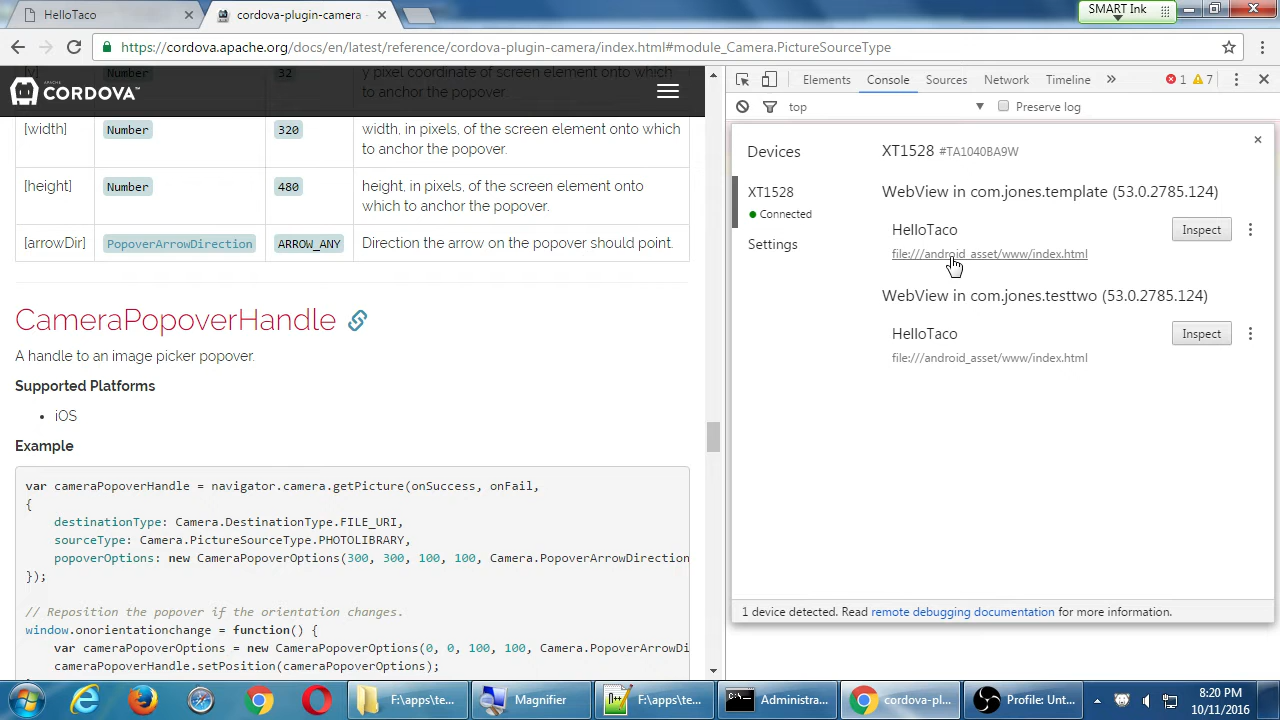 HelloTaco
cordova-plugin-camera
SMART Ink
https://cordova.apache.org/docs/en/latest/reference/cordova-plugin-camera/index.html#module_Camera.PictureSourceType
CORDOVA™
[y] Number 32 y pixel coordinate of screen element onto which
to anchor the popover.
[width] Number 320 width, in pixels, of the screen element onto which
to anchor the popover.
[height] Number 480 height, in pixels, of the screen element onto
which to anchor the popover.
[arrowDir] PopoverArrowDirection ARROW_ANY Direction the arrow on the popover should point.
CameraPopoverHandle
A handle to an image picker popover.
Supported Platforms
• iOS
Example
var cameraPopoverHandle = navigator.camera.getPicture(onSuccess, onFail,
{
destinationType: Camera.DestinationType.FILE_URI,
sourceType: Camera.PictureSourceType.PHOTOLIBRARY,
popoverOptions: new CameraPopoverOptions(300, 300, 100, 100, Camera.PopoverArrowDirection
});
// Reposition the popover if the orientation changes.
window.onorientationchange = function() {
var cameraPopoverOptions = new CameraPopoverOptions(0, 0, 100, 100, Camera.PopoverArrowDi
cameraPopoverHandle.setPosition(cameraPopoverOptions);
Elements Console Sources Network Timeline » 1 7
top Preserve log
Devices
XT1528
Connected
Settings
XT1528 #TA1040BA9W
WebView in com.jones.template (53.0.2785.124)
HelloTaco Inspect
file:///android_asset/www/index.html
WebView in com.jones.testtwo (53.0.2785.124)
HelloTaco Inspect
file:///android_asset/www/index.html
1 device detected. Read remote debugging documentation for more information.
F:\apps\te...
Magnifier
F:\apps\te...
Administra...
cordova-pl...
Profile: Unt...
8:20 PM
10/11/2016